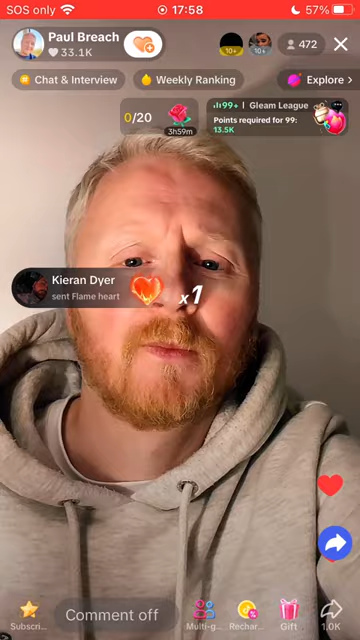 SOS only 17:58 57%
Paul Breach
33.1K
10+ 10+ 472
Chat & Interview Weekly Ranking Explore >
0/20
3h59m
99+ | Gleam League
Points required for 99:
13.5K
Kieran Dyer
sent Flame heart
x1
Subscri... Comment off Multi-g... Rechar... Gift 1.0K